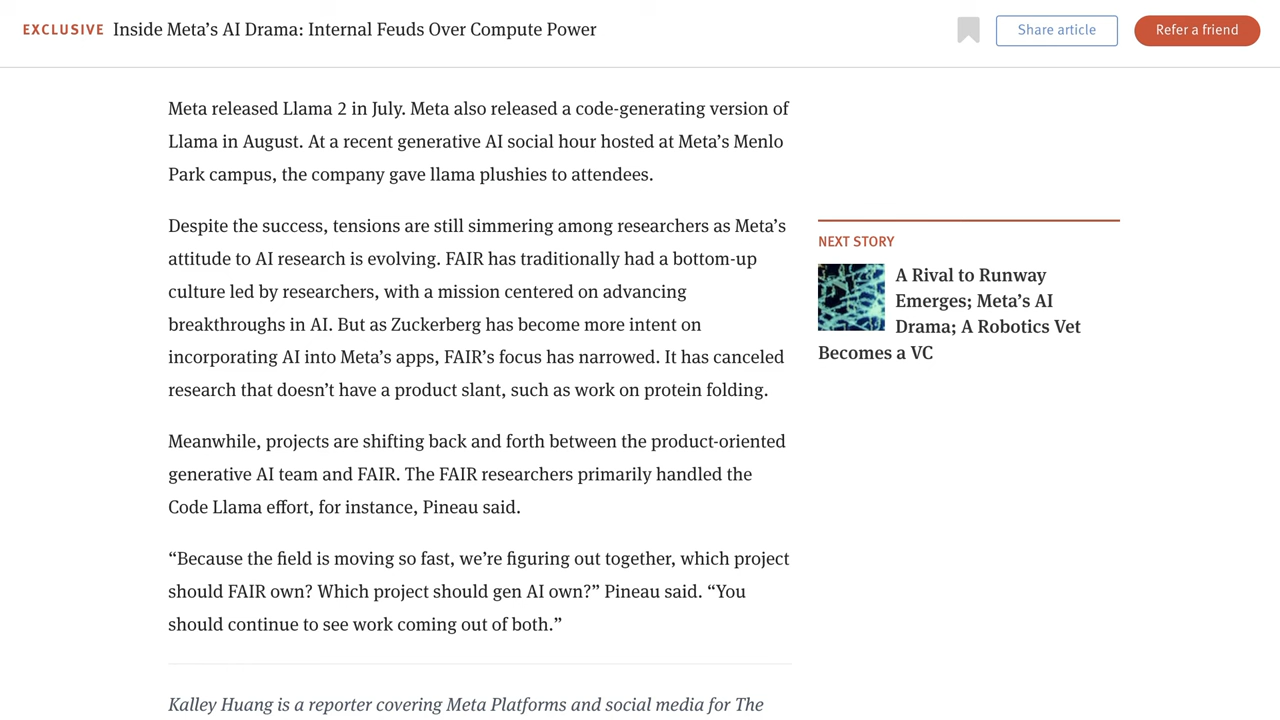 EXCLUSIVE Inside Meta’s AI Drama: Internal Feuds Over Compute Power
Share article
Refer a friend
Meta released Llama 2 in July. Meta also released a code-generating version of
Llama in August. At a recent generative AI social hour hosted at Meta’s Menlo
Park campus, the company gave llama plushies to attendees.
Despite the success, tensions are still simmering among researchers as Meta’s
attitude to AI research is evolving. FAIR has traditionally had a bottom-up
culture led by researchers, with a mission centered on advancing
breakthroughs in AI. But as Zuckerberg has become more intent on
incorporating AI into Meta’s apps, FAIR’s focus has narrowed. It has canceled
research that doesn’t have a product slant, such as work on protein folding.
Meanwhile, projects are shifting back and forth between the product-oriented
generative AI team and FAIR. The FAIR researchers primarily handled the
Code Llama effort, for instance, Pineau said.
“Because the field is moving so fast, we’re figuring out together, which project
should FAIR own? Which project should gen AI own?” Pineau said. “You
should continue to see work coming out of both.”
Kalley Huang is a reporter covering Meta Platforms and social media for The
NEXT STORY
A Rival to Runway
Emerges; Meta’s AI
Drama; A Robotics Vet
Becomes a VC